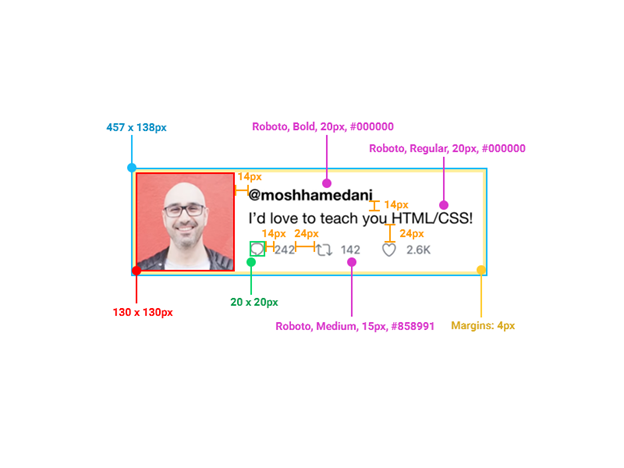 Roboto, Bold, 20px, #000000
457 x 138px
Roboto, Regular, 20px, #000000
14px
@moshhamedani
14px
I'd love to teach you HTML/CSS!
14px 24px 24px
242 142 2.6K
20 x 20px
130 x 130px
Roboto, Medium, 15px, #858991
Margins: 4px